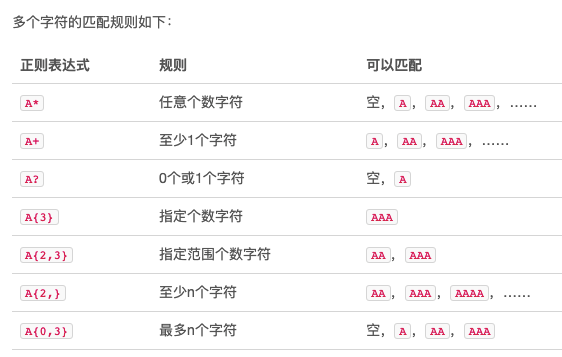 多个字符的匹配规则如下：
正则表达式 规则 可以匹配
A* 任意个数字符 空，A，AA，AAA，……
A+ 至少1个字符 A，AA，AAA，……
A? 0个或1个字符 空，A
A{3} 指定个数字符 AAA
A{2,3} 指定范围个数字符 AA，AAA
A{2,} 至少n个字符 AA，AAA，AAAA，……
A{0,3} 最多n个字符 空，A，AA，AAA